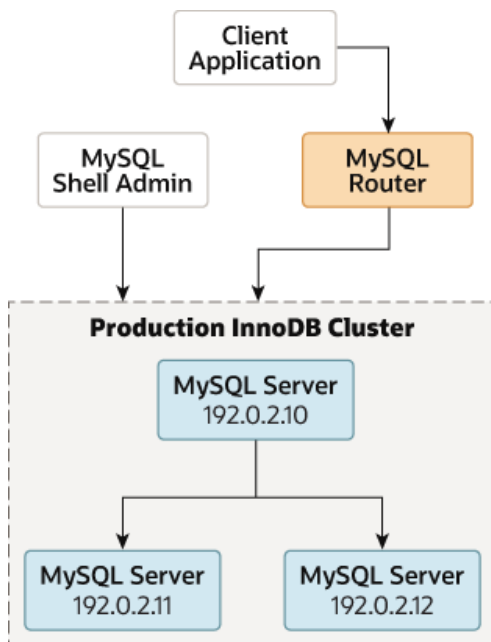 Client
Application
MySQL
Shell Admin
MySQL
Router
Production InnoDB Cluster
MySQL Server
192.0.2.10
MySQL Server
192.0.2.11
MySQL Server
192.0.2.12